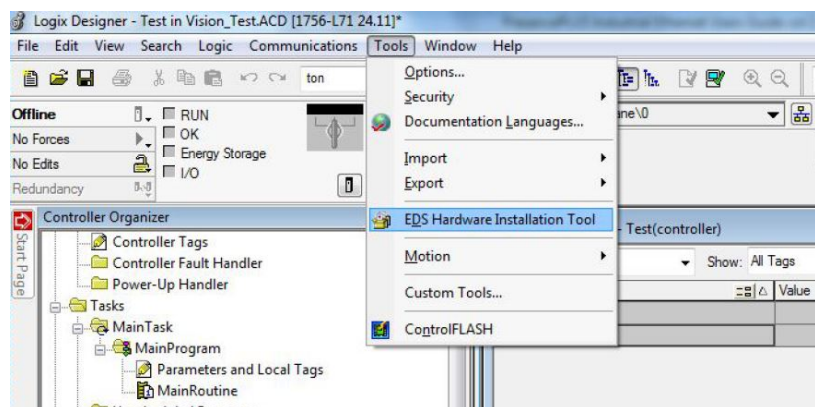 Logix Designer - Test in Vision_Test.ACD [1756-L71 24.11]*
File Edit View Search Logic Communications Tools Window Help
ton
Offline
RUN
No Forces
OK
No Edits
Energy Storage
Redundancy
I/O
ane\0
Options...
Security
Documentation Languages...
Import
Export
EDS Hardware Installation Tool
Motion
Custom Tools...
ControlFLASH
Start Page
Controller Organizer
Controller Tags
Controller Fault Handler
Power-Up Handler
Tasks
MainTask
MainProgram
Parameters and Local Tags
MainRoutine
- Test(controller)
Show: All Tags
Value